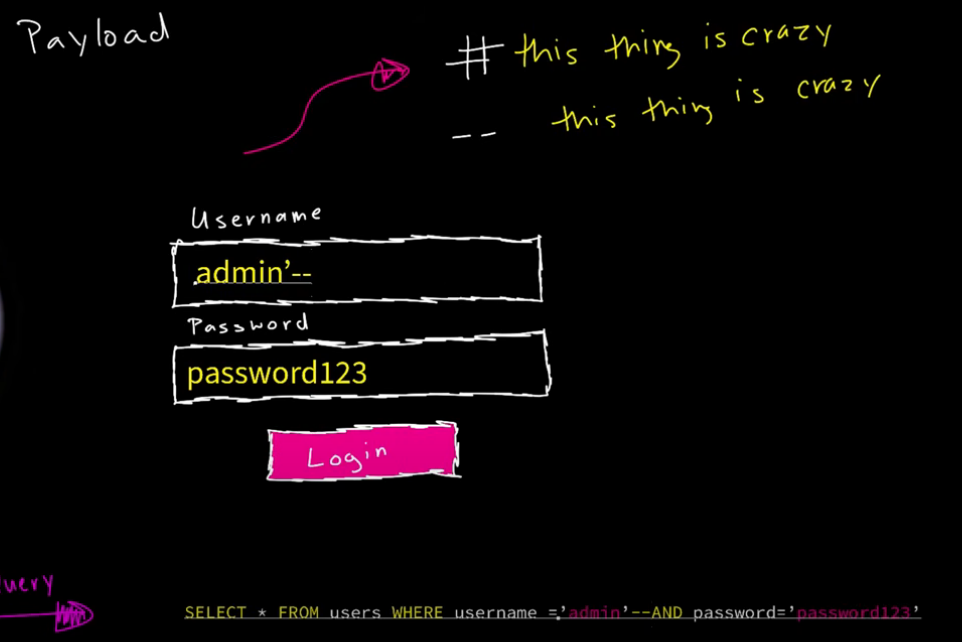 Payload
# this thing is crazy
-- this thing is crazy
Username
admin’--
Password
password123
Login
SELECT * FROM users WHERE username =’admin’--AND password=’password123’